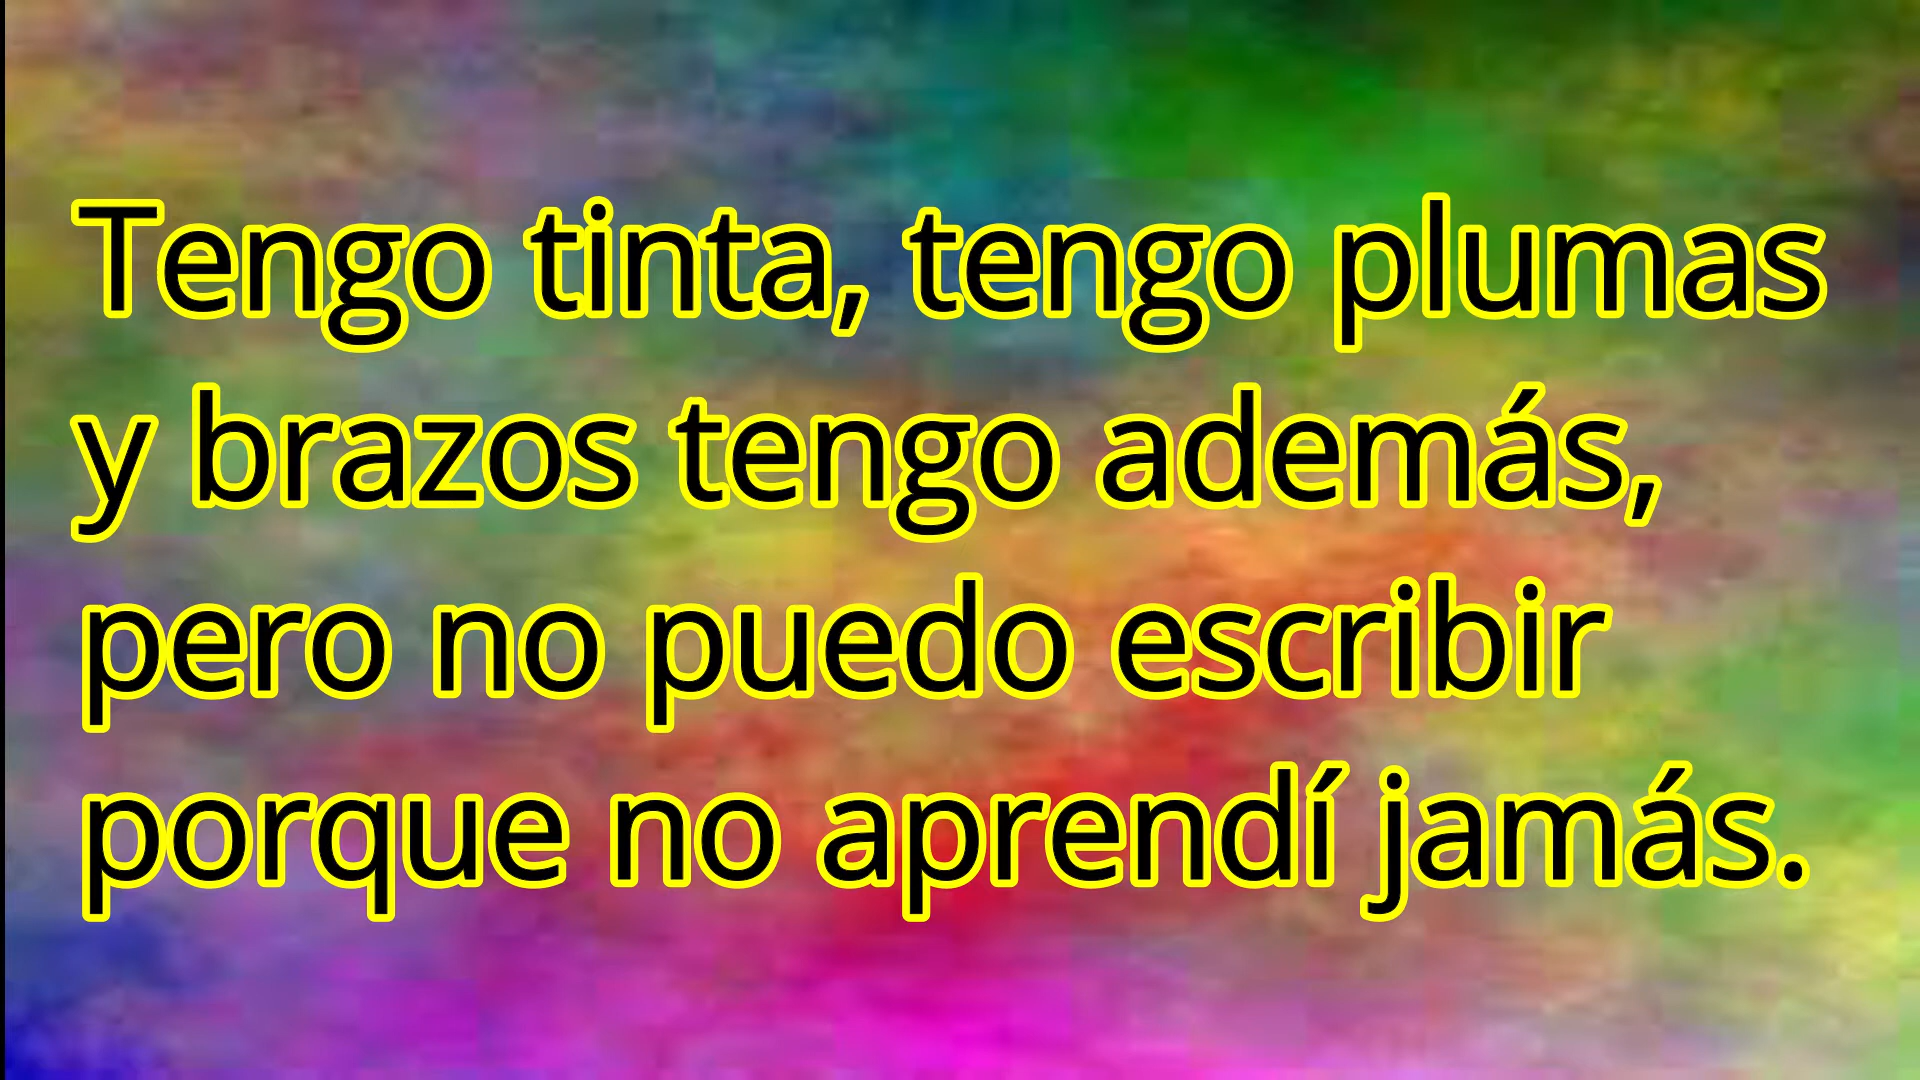 Tengo tinta, tengo plumas
y brazos tengo además,
pero no puedo escribir
porque no aprendí jamás.